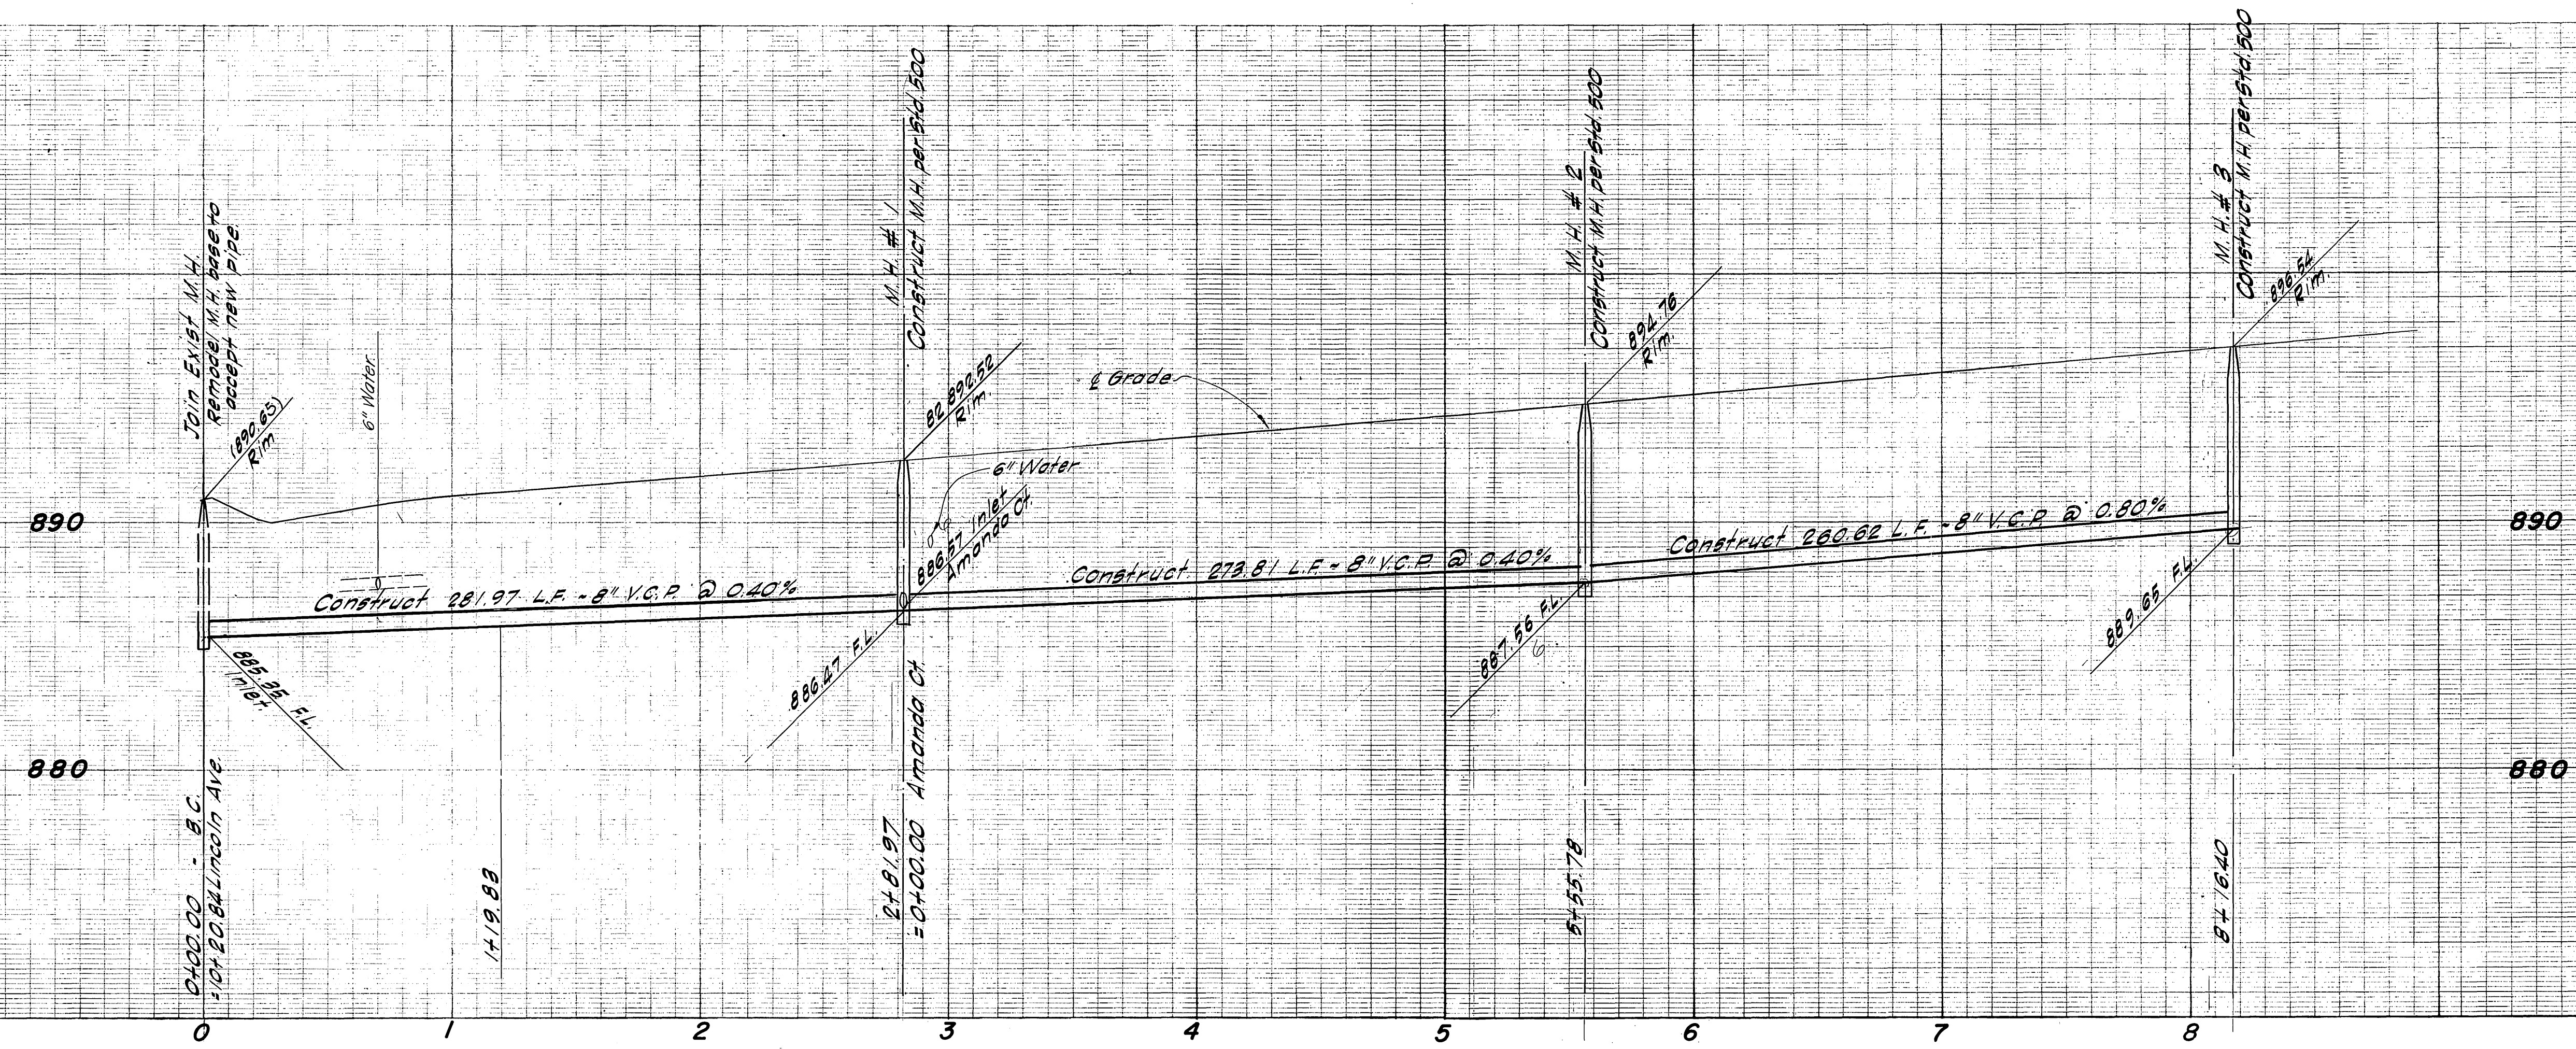 Join Exist M.H.
Remodel M.H. base to
accept new pipe.
(890.65)
Rim
6" Water
M.H. # 1
Construct M.H. per Std. 500
82 892.52
Rim.
6" Water
886.57 Inlet
Amanda Ct.
℄ Grade
M.H. # 2
Construct M.H. per Std. 500
894.76
Rim.
M.H. # 3
Construct M.H. per Std. 500
896.54
Rim.
890
890
Construct 281.97 L.F. ~ 8" V.C.P. @ 0.40%
Construct 273.81 L.F. ~ 8" V.C.P. @ 0.40%
Construct 260.62 L.F. ~ 8" V.C.P. @ 0.80%
885.35 F.L.
Inlet.
886.47 F.L.
887.56 F.L.
6
889.65 F.L.
880
880
0+00.00 - B.C.
=10+20.84 Lincoln Ave.
1+19.83
2+81.97
=0+00.00 Amanda Ct.
5+55.78
8+16.40
0 1 2 3 4 5 6 7 8